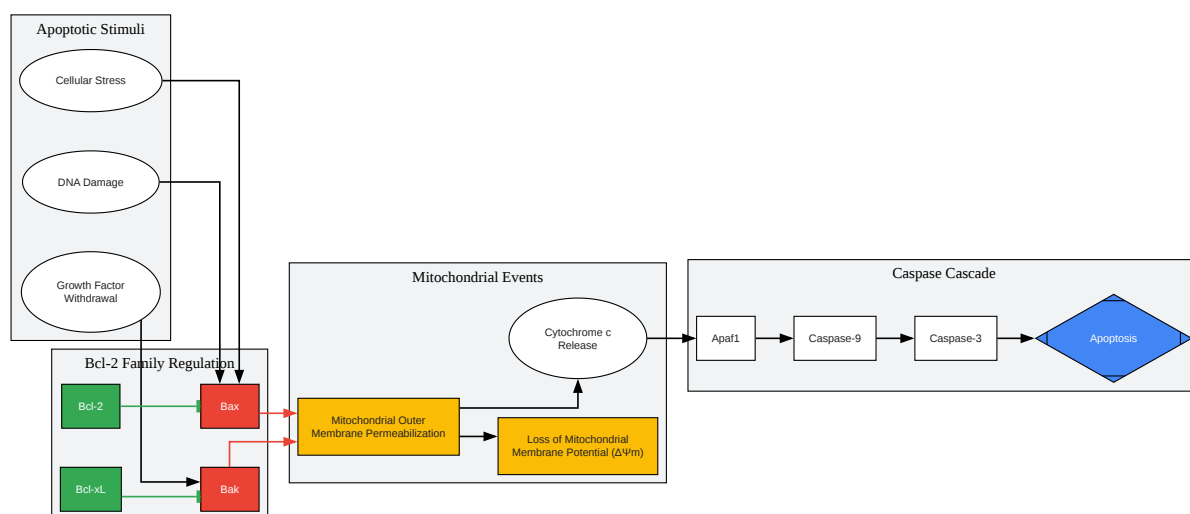 Apoptotic Stimuli
Cellular Stress
DNA Damage
Growth Factor
Withdrawal
Bcl-2 Family Regulation
Bcl-2
Bax
Bcl-xL
Bak
Mitochondrial Events
Cytochrome c
Release
Mitochondrial Outer
Membrane Permeabilization
Loss of Mitochondrial
Membrane Potential (ΔΨm)
Caspase Cascade
Apaf1
Caspase-9
Caspase-3
Apoptosis